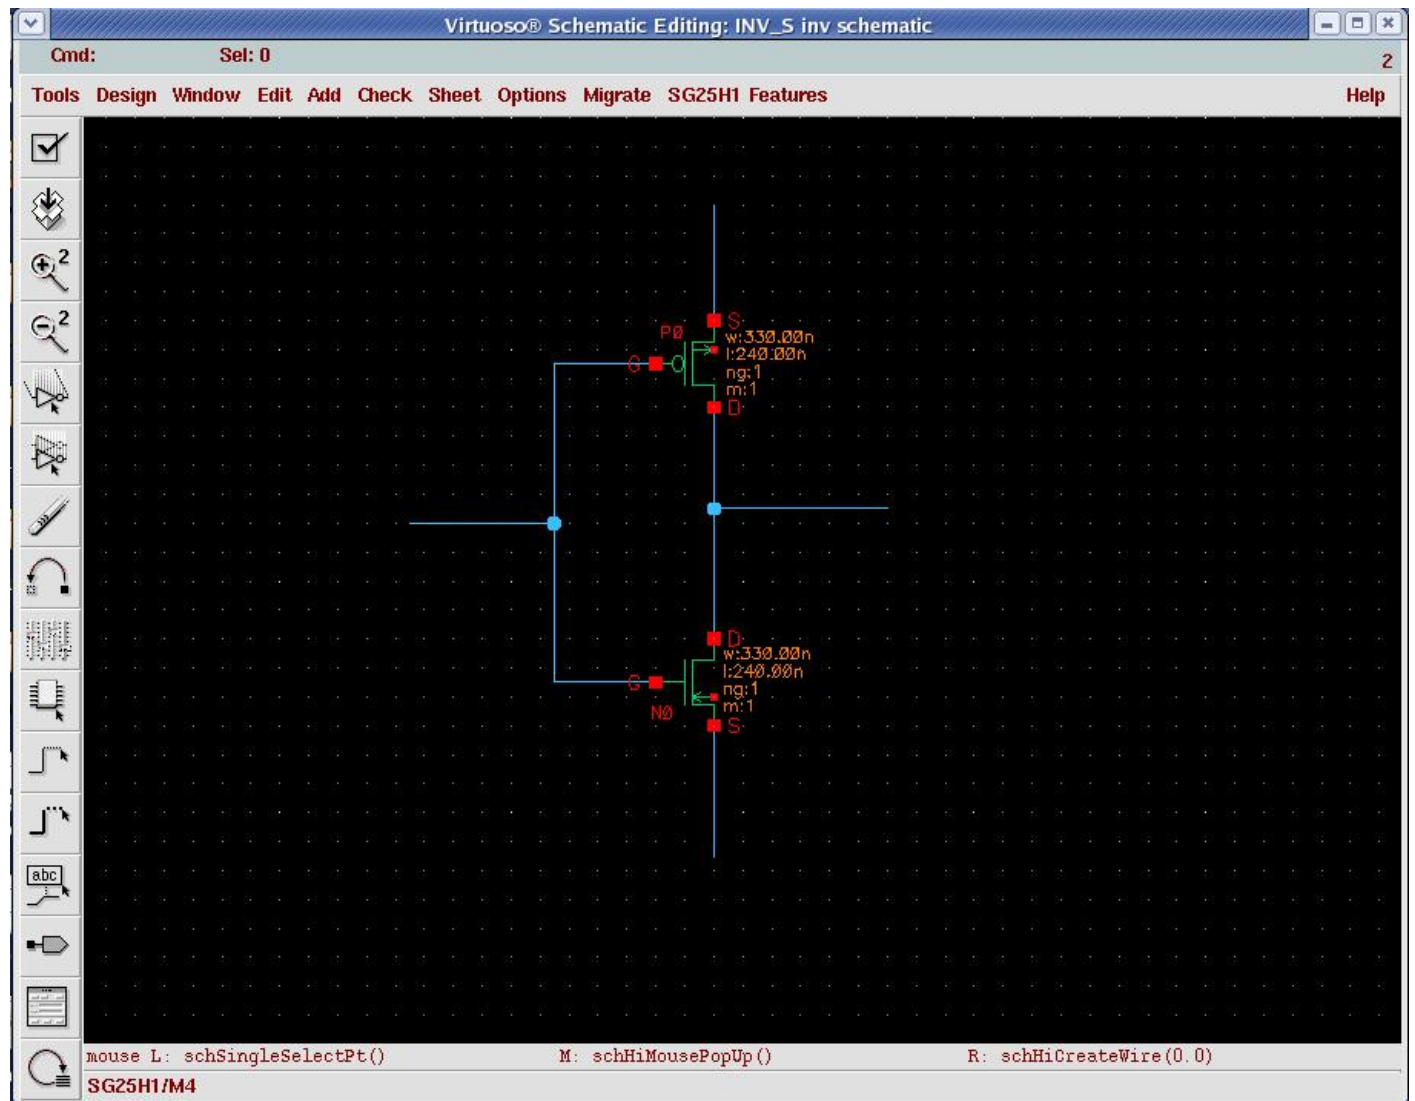 Virtuoso® Schematic Editing: INV_S inv schematic
Cmd: Sel: 0 2
Tools Design Window Edit Add Check Sheet Options Migrate SG25H1 Features Help
2
2
abc
S
P0
w:330.00n
l:240.00n
G
ng:1
m:1
D
D
w:330.00n
l:240.00n
G
ng:1
m:1
N0
S
mouse L: schSingleSelectPt() M: schHiMousePopUp() R: schHiCreateWire(0.0)
SG25H1/M4